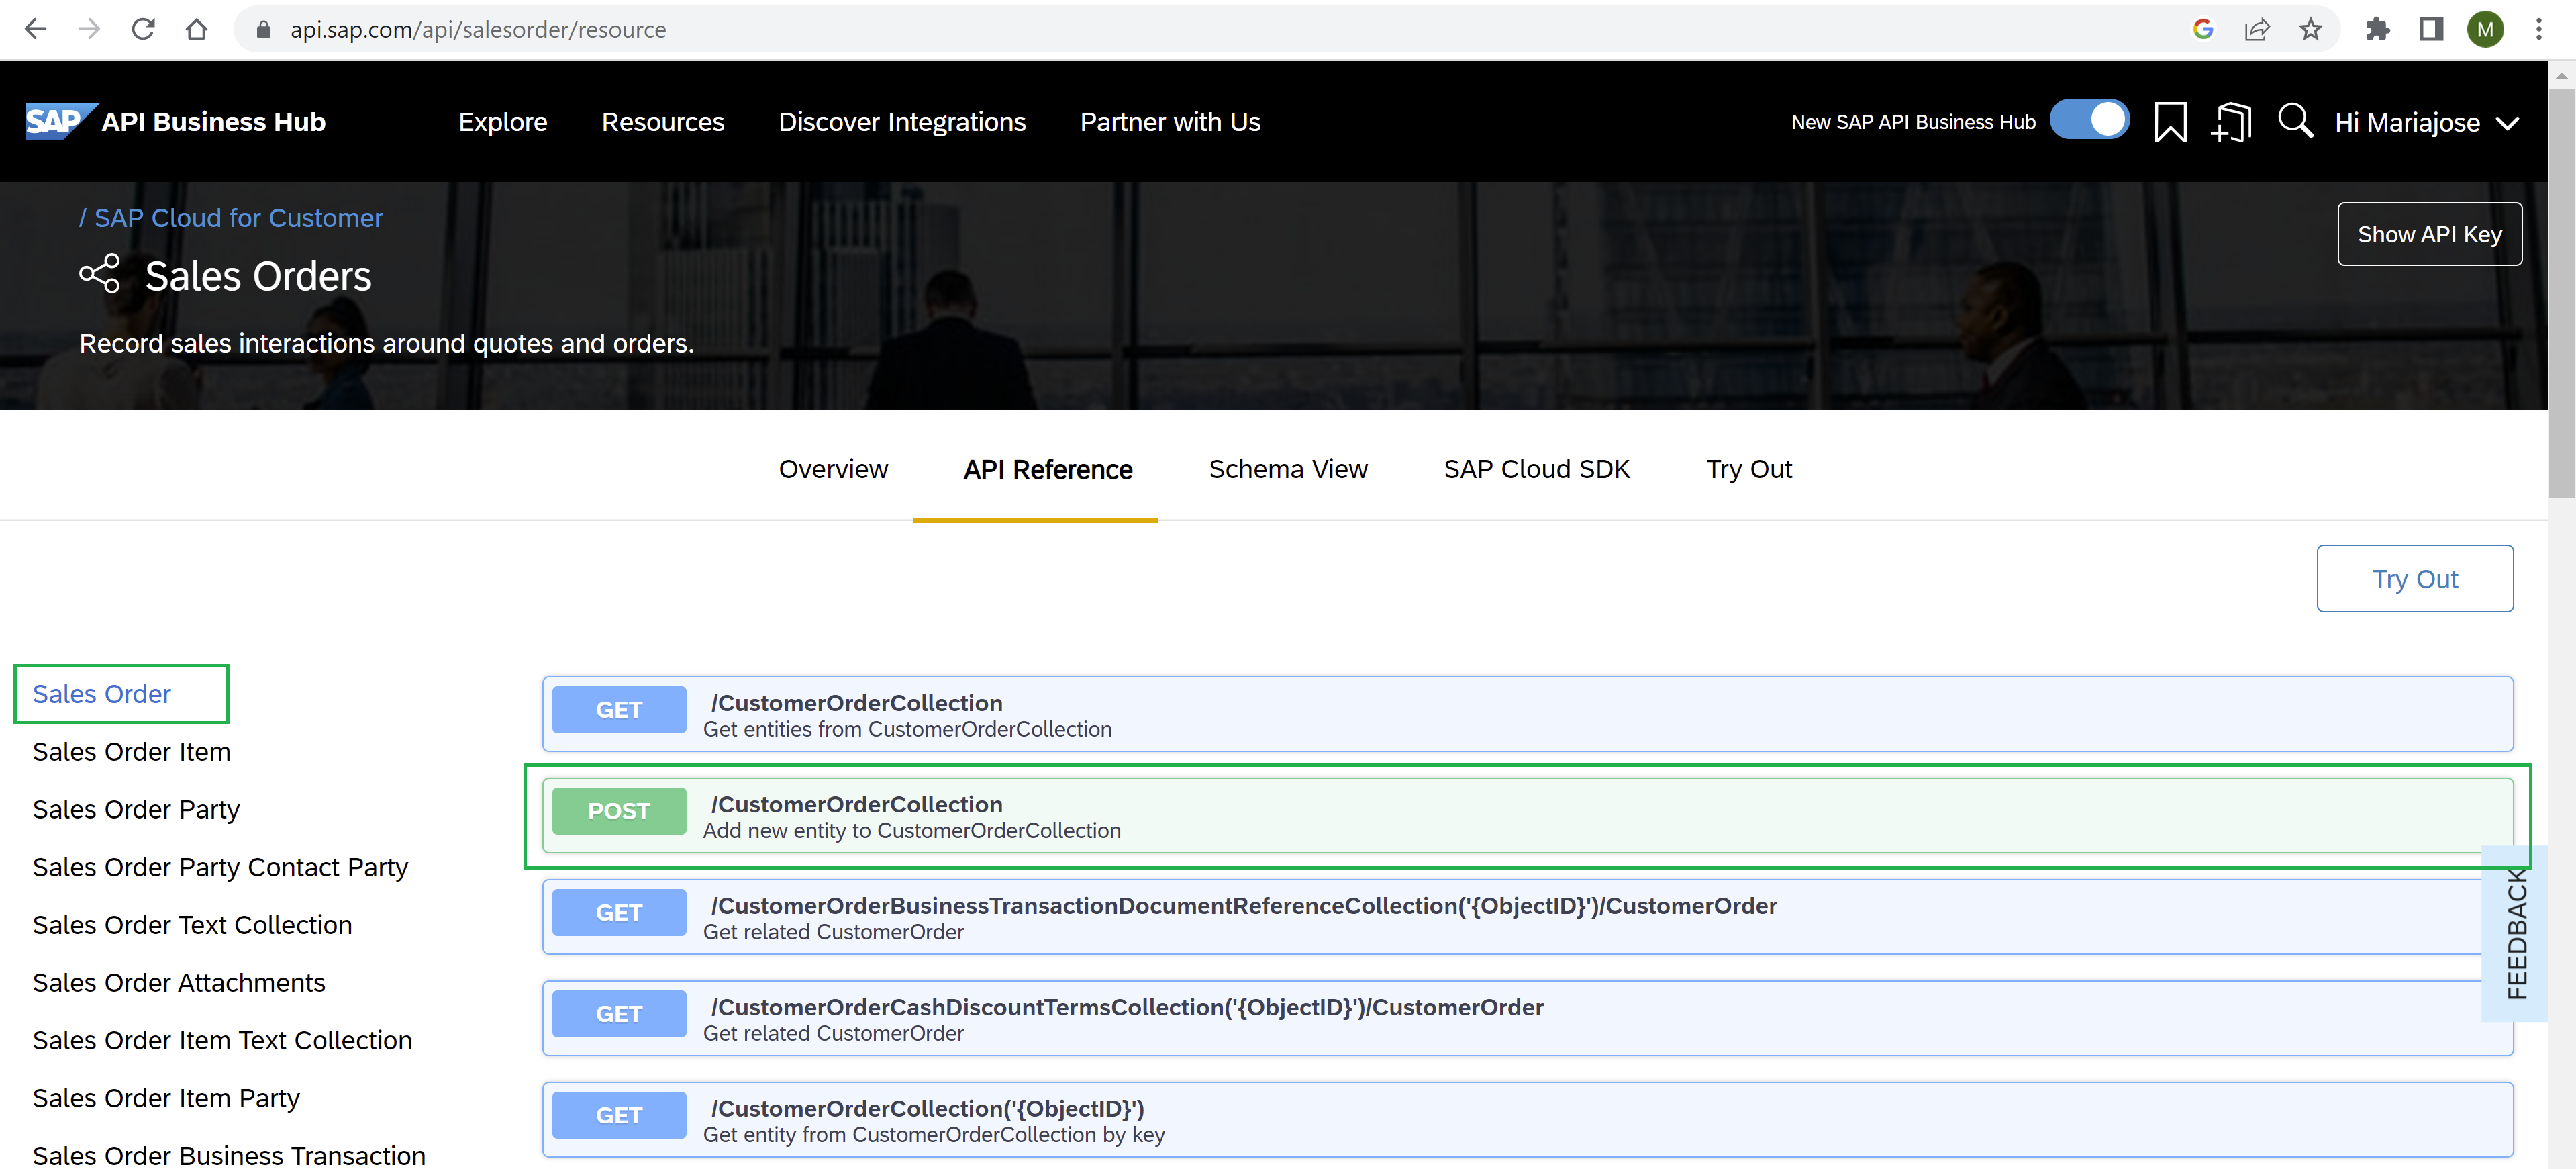 api.sap.com/api/salesorder/resource
M
SAP API Business Hub
Explore
Resources
Discover Integrations
Partner with Us
New SAP API Business Hub
Hi Mariajose
/ SAP Cloud for Customer
Show API Key
Sales Orders
Record sales interactions around quotes and orders.
Overview
API Reference
Schema View
SAP Cloud SDK
Try Out
Try Out
Sales Order
Sales Order Item
Sales Order Party
Sales Order Party Contact Party
Sales Order Text Collection
Sales Order Attachments
Sales Order Item Text Collection
Sales Order Item Party
Sales Order Business Transaction
GET /CustomerOrderCollection
Get entities from CustomerOrderCollection
POST /CustomerOrderCollection
Add new entity to CustomerOrderCollection
GET /CustomerOrderBusinessTransactionDocumentReferenceCollection('{ObjectID}')/CustomerOrder
Get related CustomerOrder
GET /CustomerOrderCashDiscountTermsCollection('{ObjectID}')/CustomerOrder
Get related CustomerOrder
GET /CustomerOrderCollection('{ObjectID}')
Get entity from CustomerOrderCollection by key
FEEDBACK